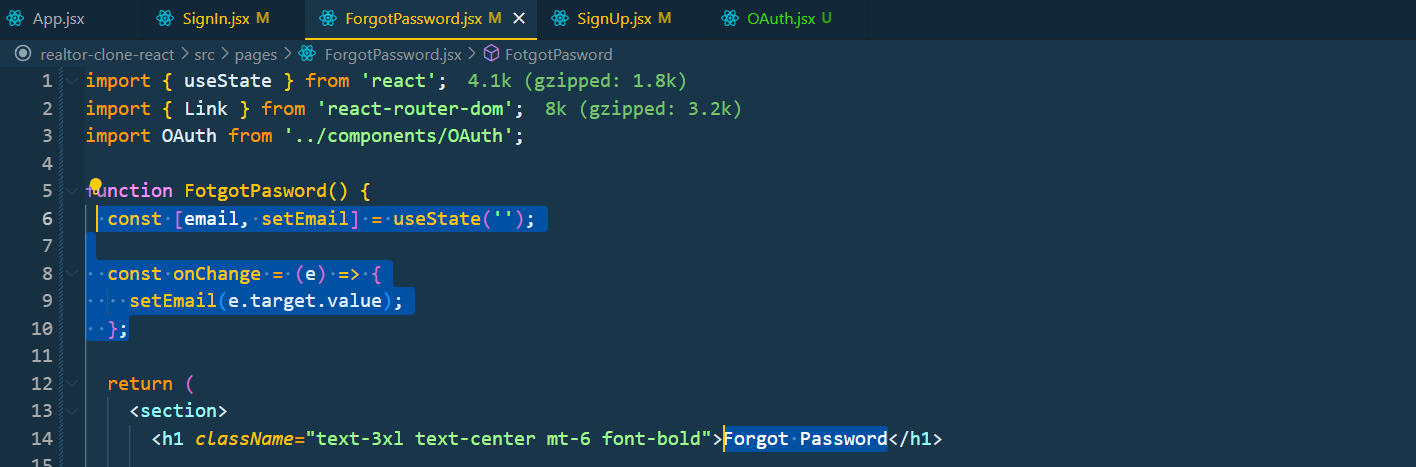 App.jsx SignIn.jsx M ForgotPassword.jsx M SignUp.jsx M OAuth.jsx U
realtor-clone-react > src > pages > ForgotPassword.jsx > FotgotPasword
1 import { useState } from 'react'; 4.1k (gzipped: 1.8k)
2 import { Link } from 'react-router-dom'; 8k (gzipped: 3.2k)
3 import OAuth from '../components/OAuth';
4
5 function FotgotPasword() {
6 const [email, setEmail] = useState('');
7
8 const onChange = (e) => {
9 setEmail(e.target.value);
10 };
11
12 return (
13 <section>
14 <h1 className="text-3xl text-center mt-6 font-bold">Forgot Password</h1>
15